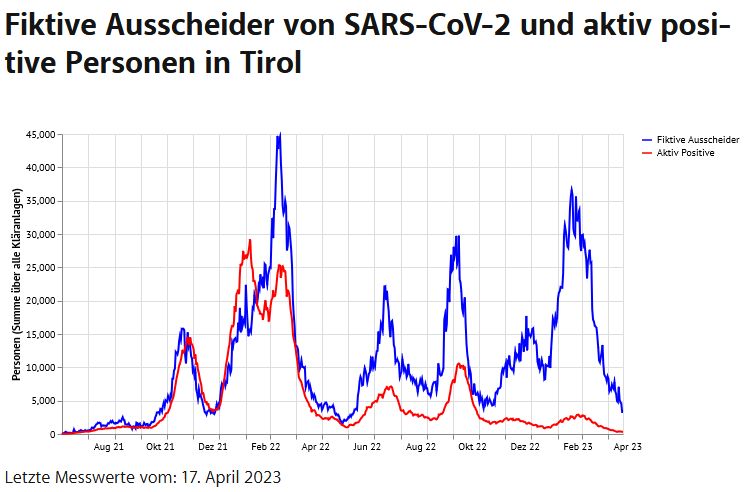 Fiktive Ausscheider von SARS-CoV-2 und aktiv posi-
tive Personen in Tirol
45,000
40,000
35,000
30,000
25,000
20,000
15,000
10,000
5,000
0
Personen (Summe über alle Kläranlagen)
Aug 21 Okt 21 Dez 21 Feb 22 Apr 22 Jun 22 Aug 22 Okt 22 Dez 22 Feb 23 Apr 23
Fiktive Ausscheider
Aktiv Positive
Letzte Messwerte vom: 17. April 2023